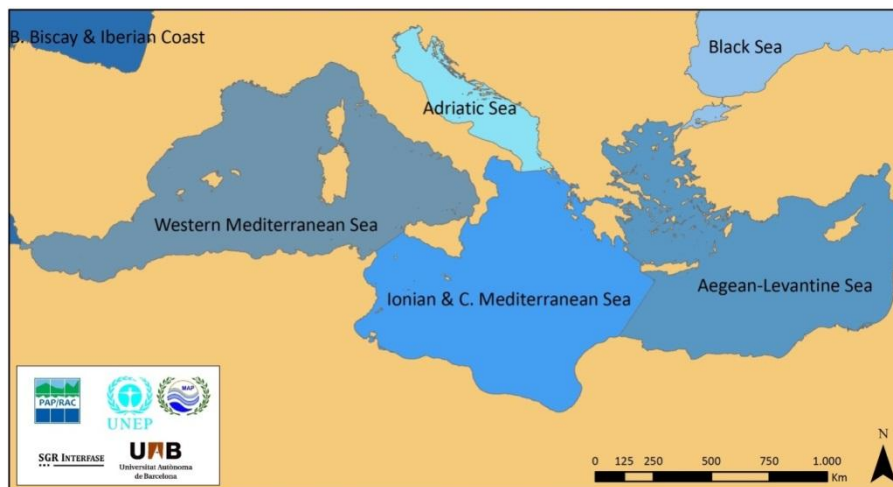 B. Biscay & Iberian Coast
Black Sea
Adriatic Sea
Western Mediterranean Sea
Aegean-Levantine Sea
Ionian & C. Mediterranean Sea
PAP/RAC
UNEP
MAP
SGR INTERFASE
UAB
Universitat Autònoma
de Barcelona
N
0 125 250 500 750 1.000
Km